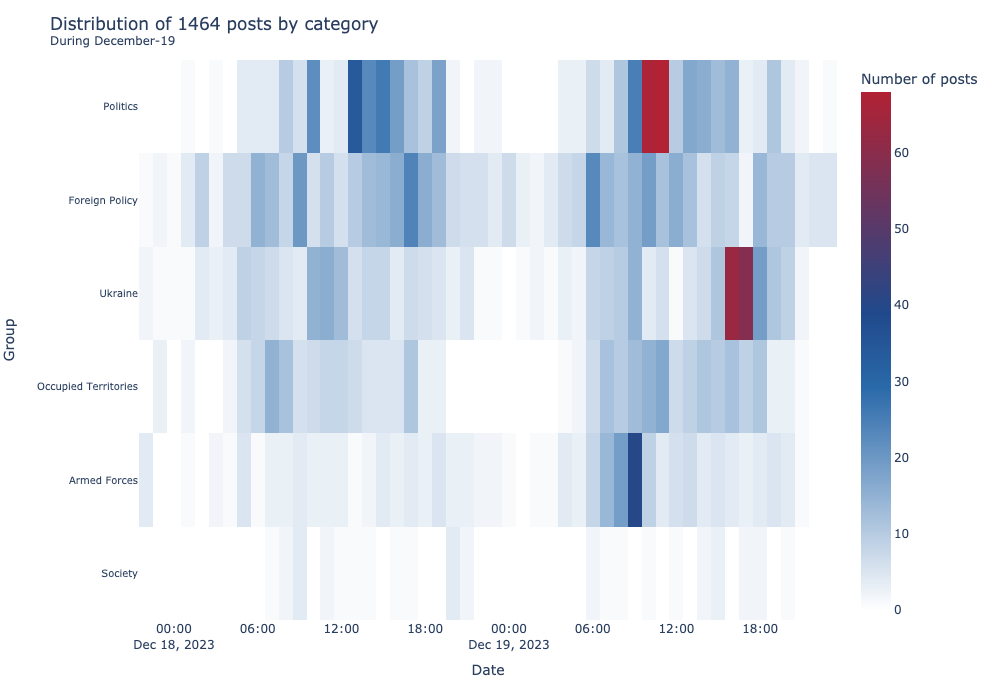 Distribution of 1464 posts by category
During December-19
Number of posts
Politics
Foreign Policy
Ukraine
Occupied Territories
Armed Forces
Society
Group
60
50
40
30
20
10
0
00:00 06:00 12:00 18:00 00:00 06:00 12:00 18:00
Dec 18, 2023 Dec 19, 2023
Date